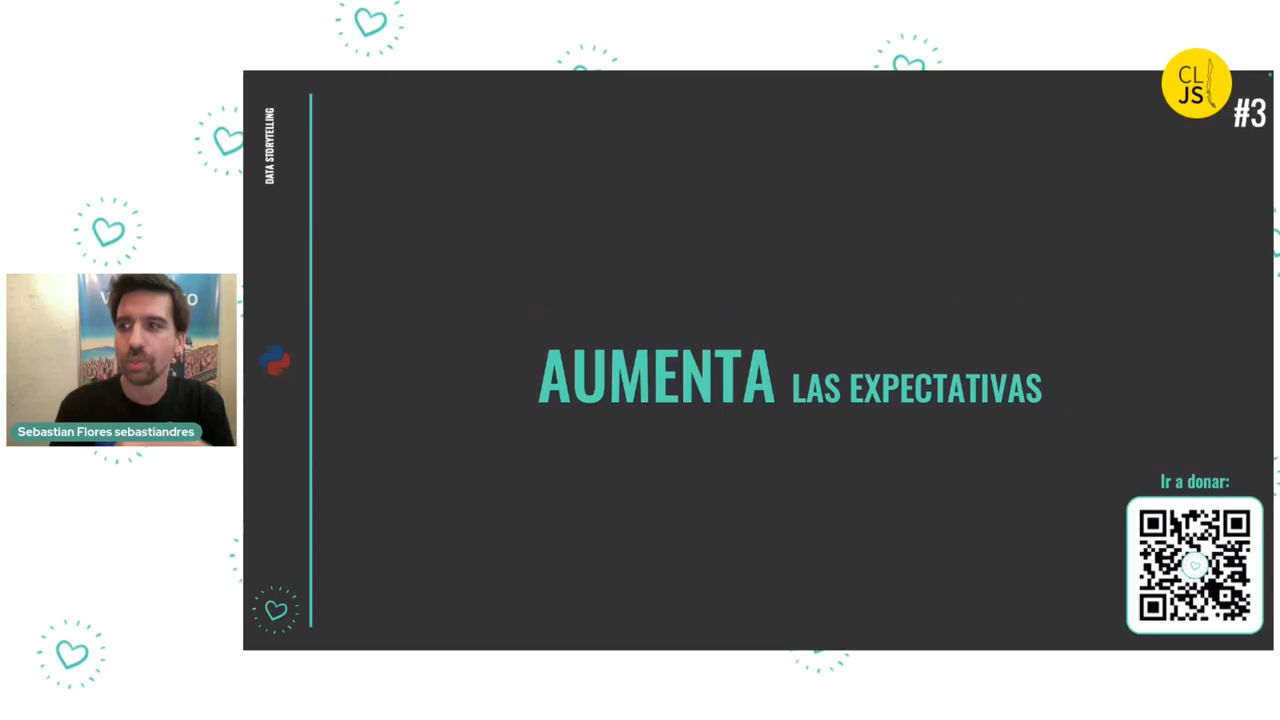 CL
JS
#3
DATA STORYTELLING
AUMENTA LAS EXPECTATIVAS
Sebastian Flores sebastiandres
Ir a donar: